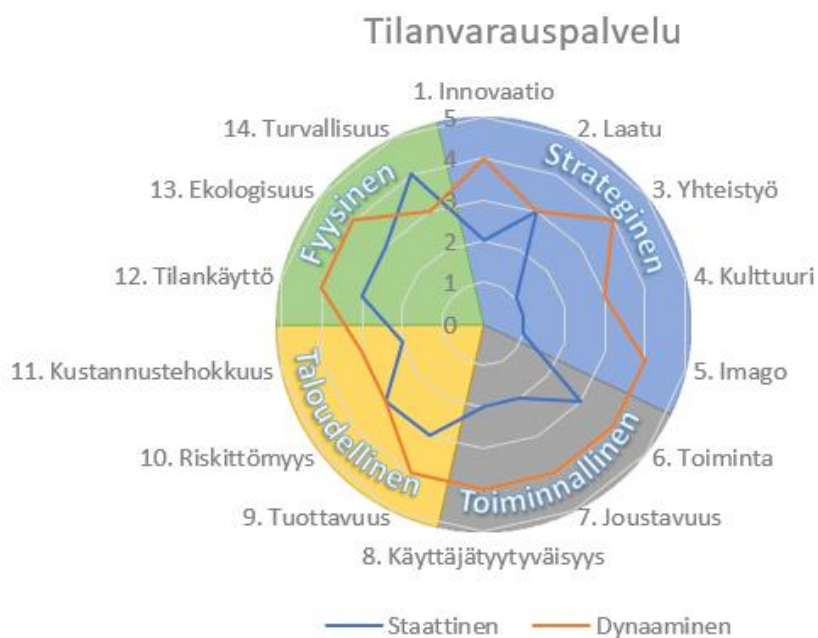 Tilanvarauspalvelu
1. Innovaatio
2. Laatu
3. Yhteistyö
4. Kulttuuri
5. Imago
6. Toiminta
7. Joustavuus
8. Käyttäjätyytyväisyys
9. Tuottavuus
10. Riskittömyys
11. Kustannustehokkuus
12. Tilankäyttö
13. Ekologisuus
14. Turvallisuus
5
4
3
2
1
0
Strateginen
Toiminnallinen
Taloudellinen
Fyysinen
Staattinen
Dynaaminen